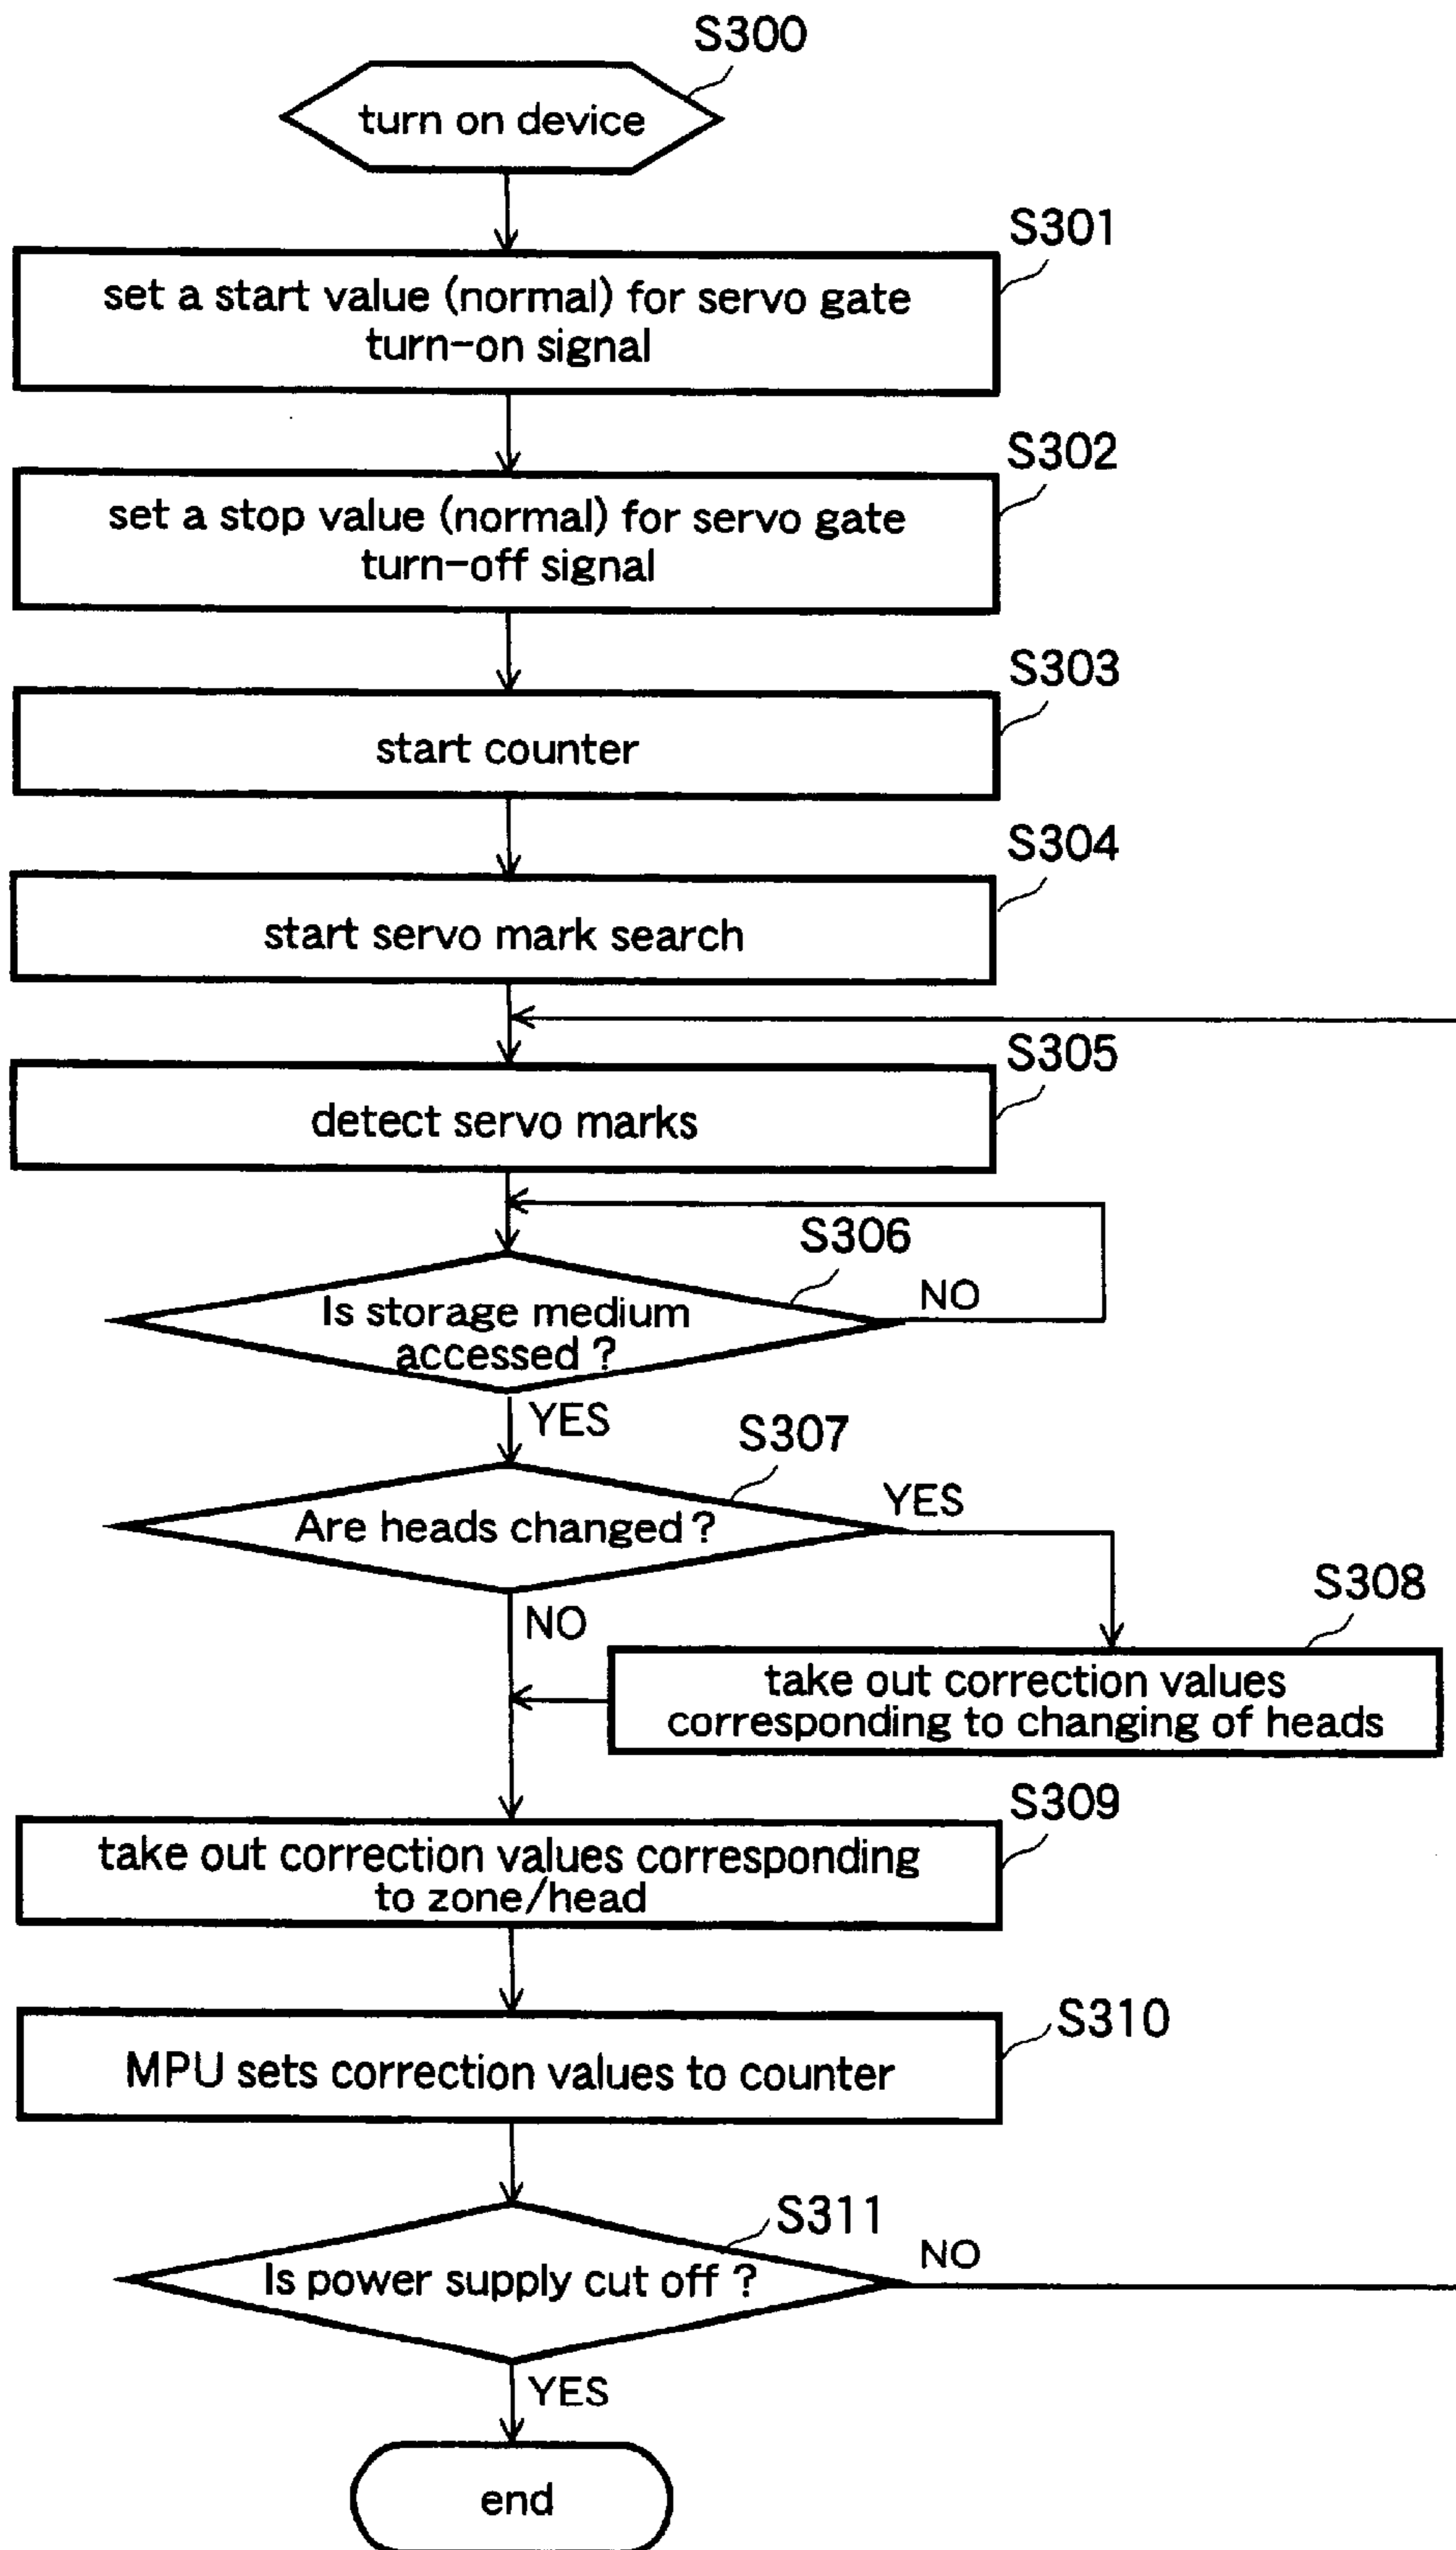 S300
turn on device
S301
set a start value (normal) for servo gate
turn-on signal
S302
set a stop value (normal) for servo gate
turn-off signal
S303
start counter
S304
start servo mark search
S305
detect servo marks
S306
Is storage medium
accessed ?
NO
YES
S307
Are heads changed ?
YES
NO
S308
take out correction values
corresponding to changing of heads
S309
take out correction values corresponding
to zone/head
S310
MPU sets correction values to counter
S311
Is power supply cut off ?
NO
YES
end